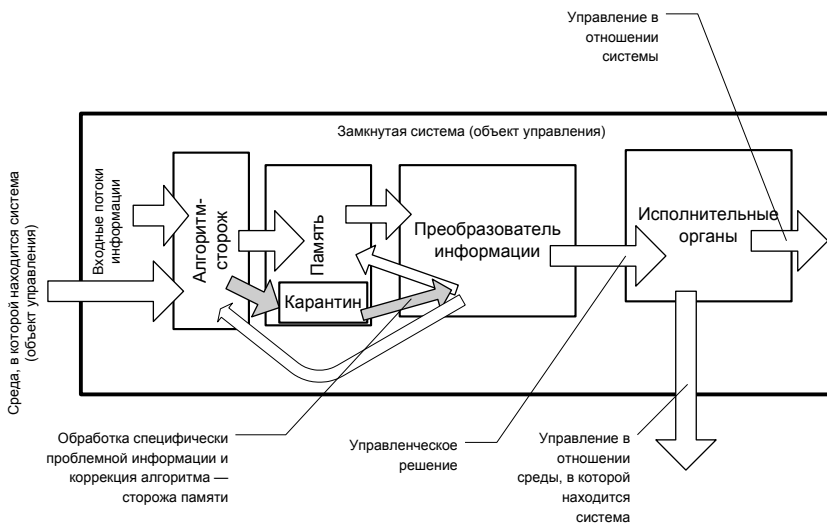 Управление в
отношении
системы
Замкнутая система (объект управления)
Среда, в которой находится система
(объект управления)
Входные потоки
информации
Алгоритм-
сторож
Память
Карантин
Преобразователь
информации
Исполнительные
органы
Обработка специфически
проблемной информации и
коррекция алгоритма —
сторожа памяти
Управленческое
решение
Управление в
отношении
среды, в которой
находится
система